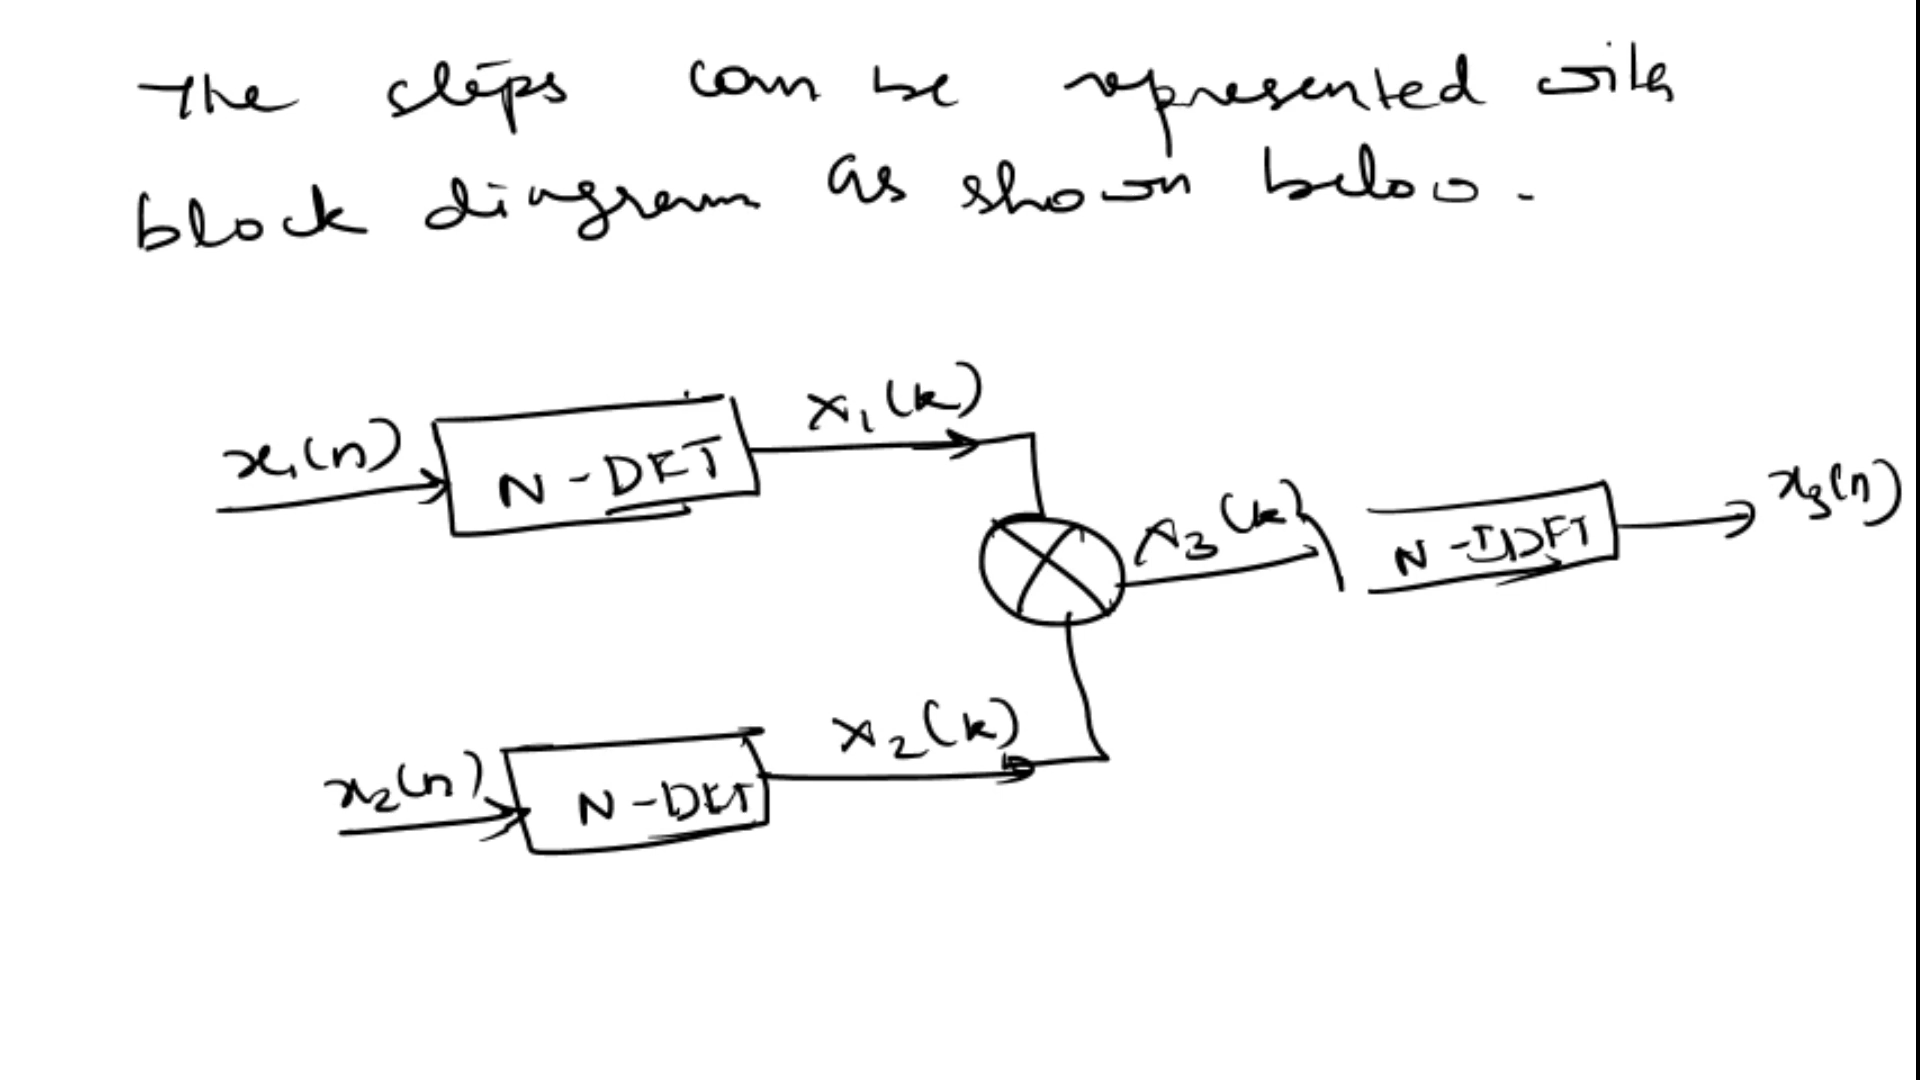 The steps can be represented with
block diagram as shown below.
x₁(n)
N-DFT
X₁(k)
X₃(k)
N-IDFT
x₃(n)
x₂(n)
N-DFT
X₂(k)